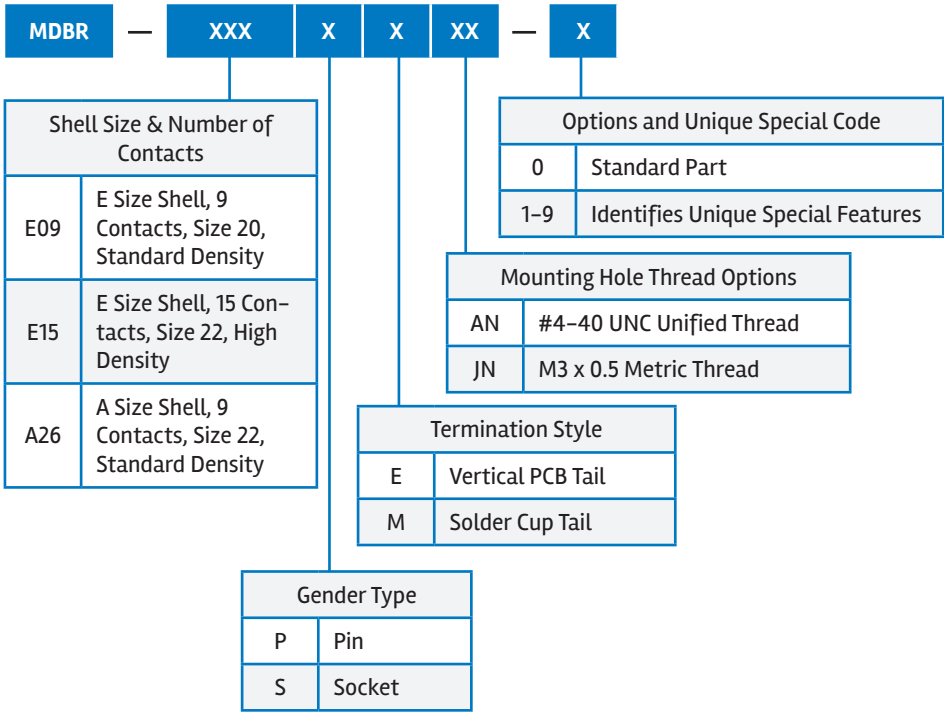 MDBR — XXX X X XX — X
Shell Size & Number of
Contacts
E09
E Size Shell, 9
Contacts, Size 20,
Standard Density
E15
E Size Shell, 15 Con-
tacts, Size 22, High
Density
A26
A Size Shell, 9
Contacts, Size 22,
Standard Density
Options and Unique Special Code
0 Standard Part
1-9 Identifies Unique Special Features
Mounting Hole Thread Options
AN #4-40 UNC Unified Thread
JN M3 x 0.5 Metric Thread
Termination Style
E Vertical PCB Tail
M Solder Cup Tail
Gender Type
P Pin
S Socket